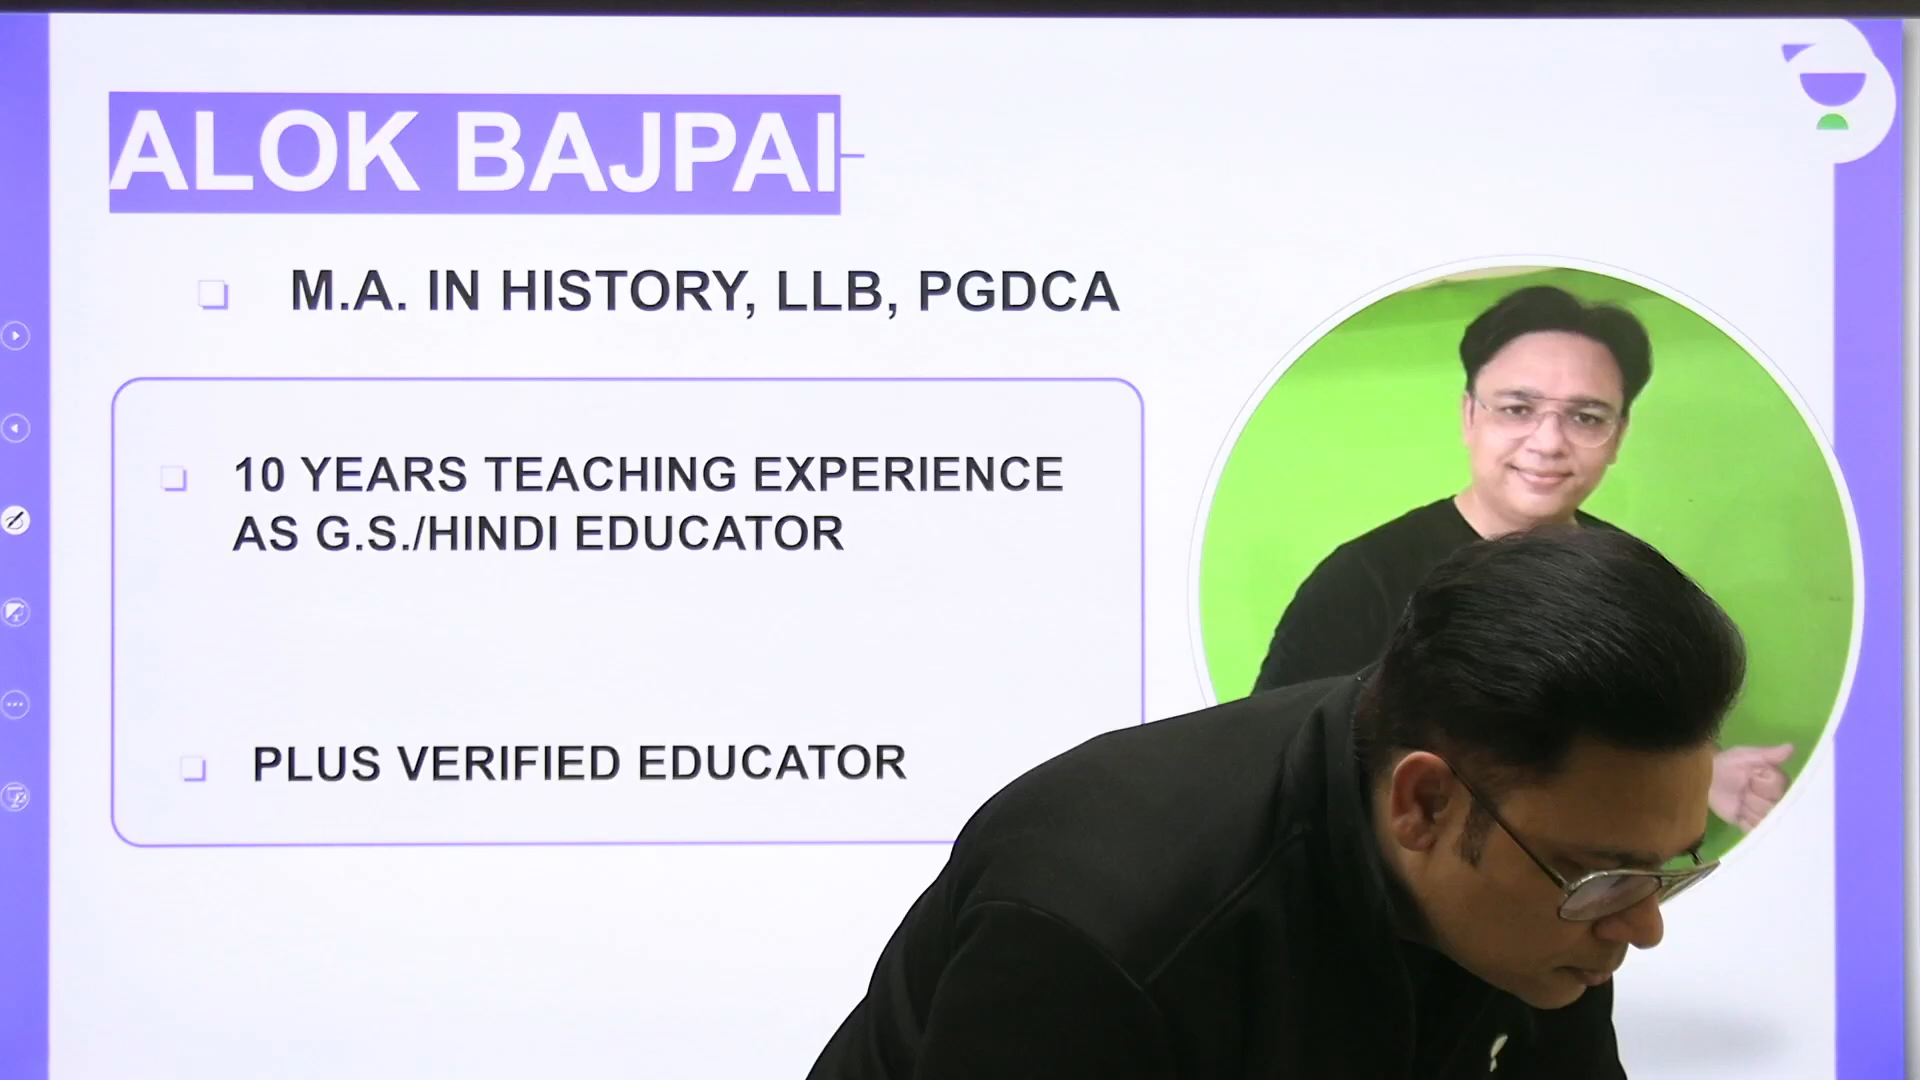 ALOK BAJPAI-
M.A. IN HISTORY, LLB, PGDCA
10 YEARS TEACHING EXPERIENCE
AS G.S./HINDI EDUCATOR
PLUS VERIFIED EDUCATOR